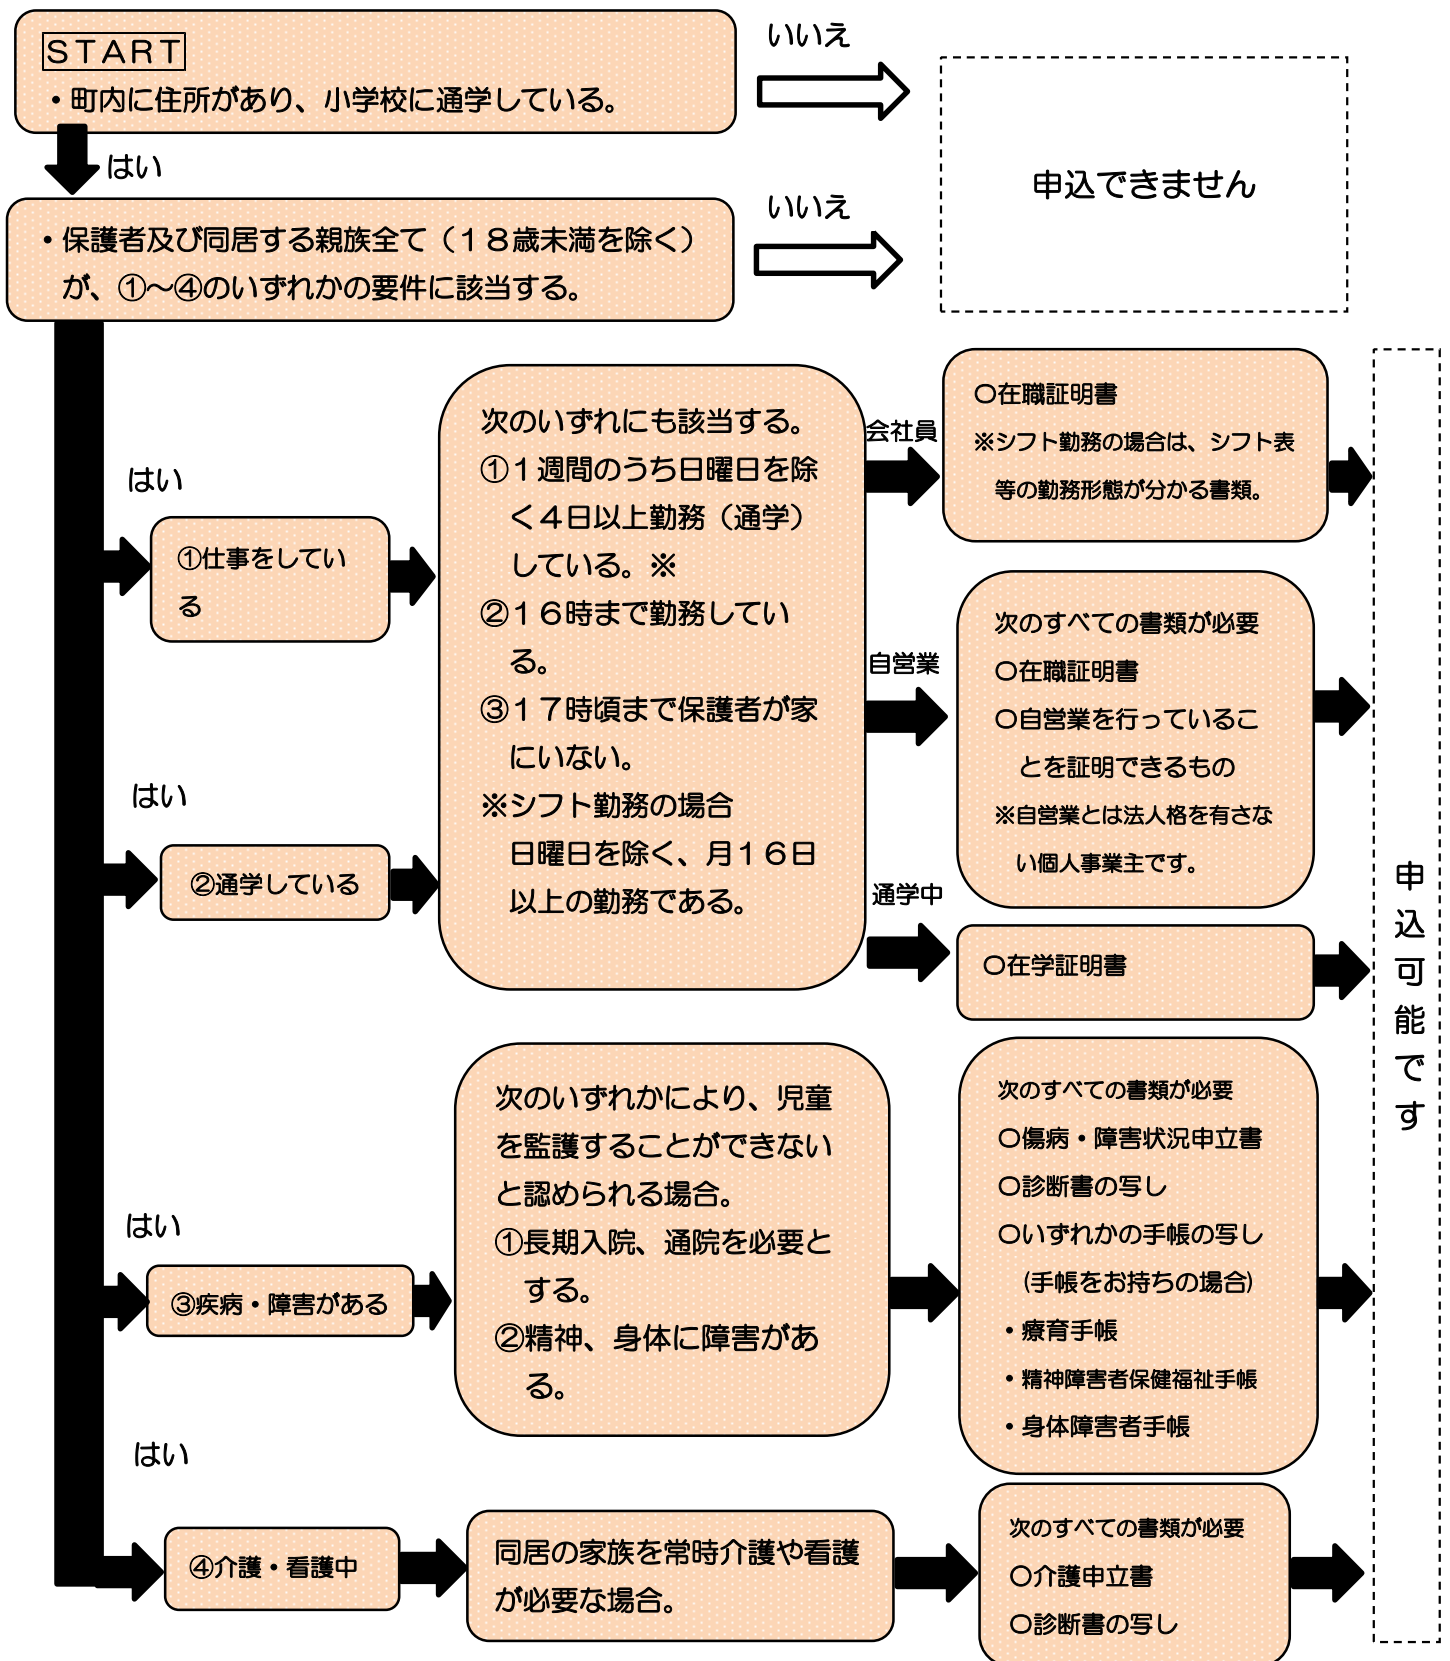 ＳＴＡＲＴ
・町内に住所があり、小学校に通学している。
いいえ
はい
・保護者及び同居する親族全て（１８歳未満を除く）
が、①～④のいずれかの要件に該当する。
いいえ
申込できません
はい
①仕事をしてい
る
はい
②通学している
次のいずれにも該当する。
①１週間のうち日曜日を除
く４日以上勤務（通学）
している。※
②１６時まで勤務してい
る。
③１７時頃まで保護者が家
にいない。
※シフト勤務の場合
日曜日を除く、月１６日
以上の勤務である。
会社員
〇在職証明書
※シフト勤務の場合は、シフト表
等の勤務形態が分かる書類。
自営業
次のすべての書類が必要
〇在職証明書
〇自営業を行っているこ
とを証明できるもの
※自営業とは法人格を有さな
い個人事業主です。
通学中
〇在学証明書
はい
③疾病・障害がある
次のいずれかにより、児童
を監護することができない
と認められる場合。
①長期入院、通院を必要と
する。
②精神、身体に障害があ
る。
次のすべての書類が必要
〇傷病・障害状況申立書
〇診断書の写し
〇いずれかの手帳の写し
(手帳をお持ちの場合)
・療育手帳
・精神障害者保健福祉手帳
・身体障害者手帳
はい
④介護・看護中
同居の家族を常時介護や看護
が必要な場合。
次のすべての書類が必要
〇介護申立書
〇診断書の写し
申込可能です